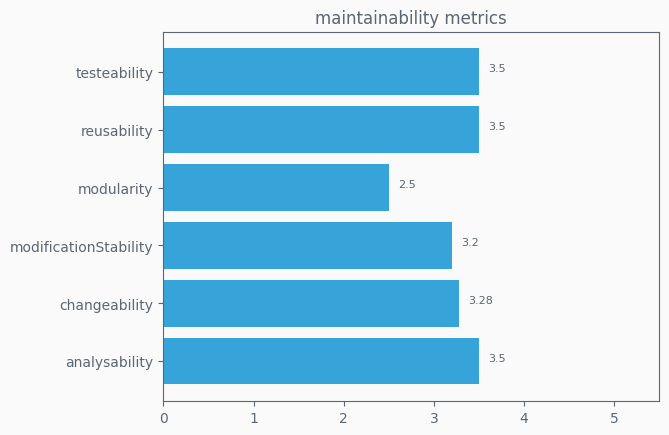 maintainability metrics
testeability 3.5
reusability 3.5
modularity 2.5
modificationStability 3.2
changeability 3.28
analysability 3.5
0 1 2 3 4 5